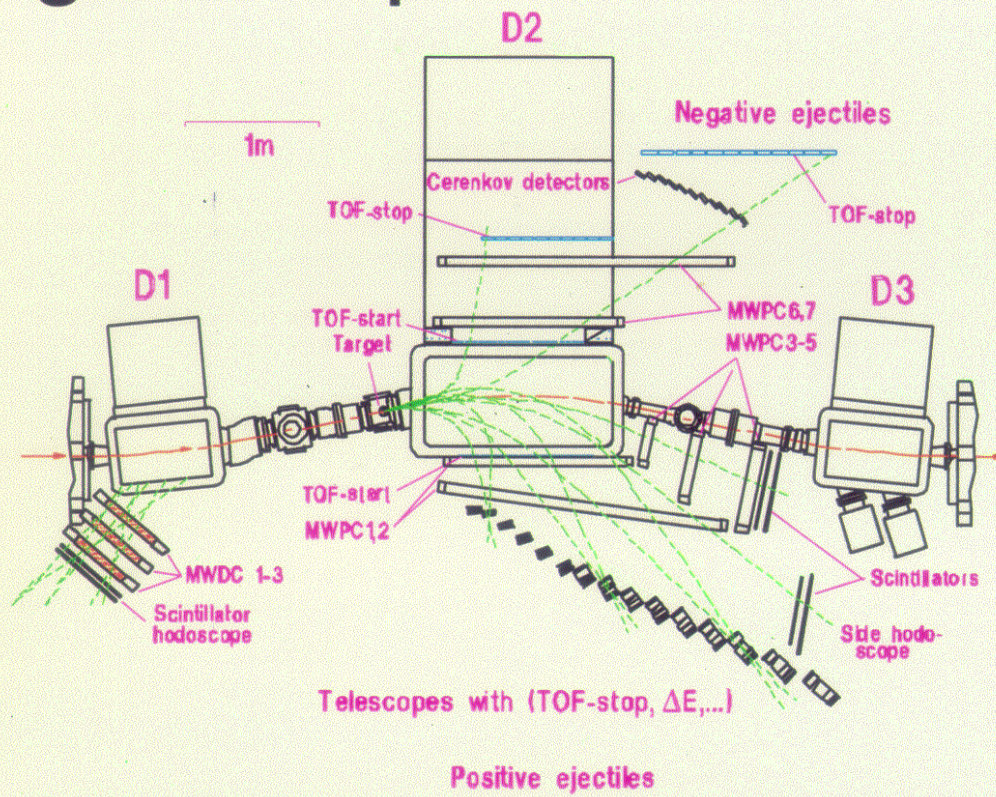 D2
Negative ejectiles
1m
Cerenkov detectors
TOF-stop
TOF-stop
D1
D3
MWPC6,7
TOF-start
Target
MWPC3-5
TOF-start
MWPC1,2
MWDC 1-3
Scintillators
Scintillator
hodoscope
Side hodo-
scope
Telescopes with (TOF-stop, ΔE,...)
Positive ejectiles